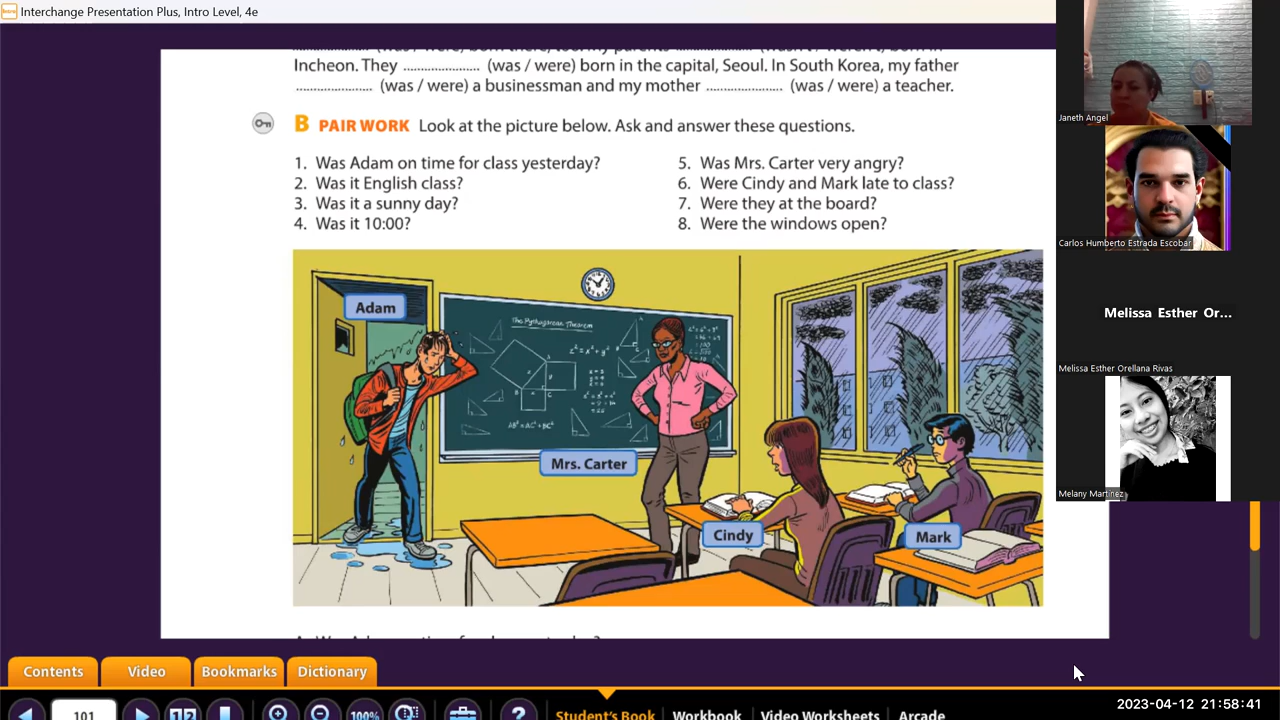 Interchange Presentation Plus, Intro Level, 4e
Incheon. They .................... (was / were) born in the capital, Seoul. In South Korea, my father
.................... (was / were) a businessman and my mother .................... (was / were) a teacher.
B PAIR WORK Look at the picture below. Ask and answer these questions.
1. Was Adam on time for class yesterday?
2. Was it English class?
3. Was it a sunny day?
4. Was it 10:00?
5. Was Mrs. Carter very angry?
6. Were Cindy and Mark late to class?
7. Were they at the board?
8. Were the windows open?
Adam
The Pythagorean Theorem
Mrs. Carter
Cindy
Mark
Janeth Angel
Carlos Humberto Estrada Escobar
Melissa Esther Or...
Melissa Esther Orellana Rivas
Melany Martinez
Contents
Video
Bookmarks
Dictionary
101
1 2
100%
?
Student's Book
Workbook
Video Worksheets
Arcade
2023-04-12 21:58:41